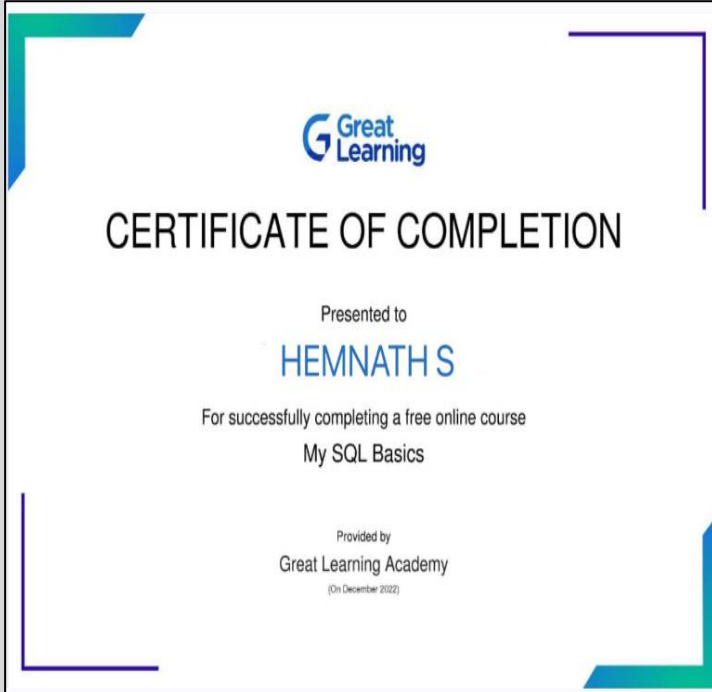 Great
Learning
CERTIFICATE OF COMPLETION
Presented to
HEMNATH S
For successfully completing a free online course
My SQL Basics
Provided by
Great Learning Academy
(On December 2022)